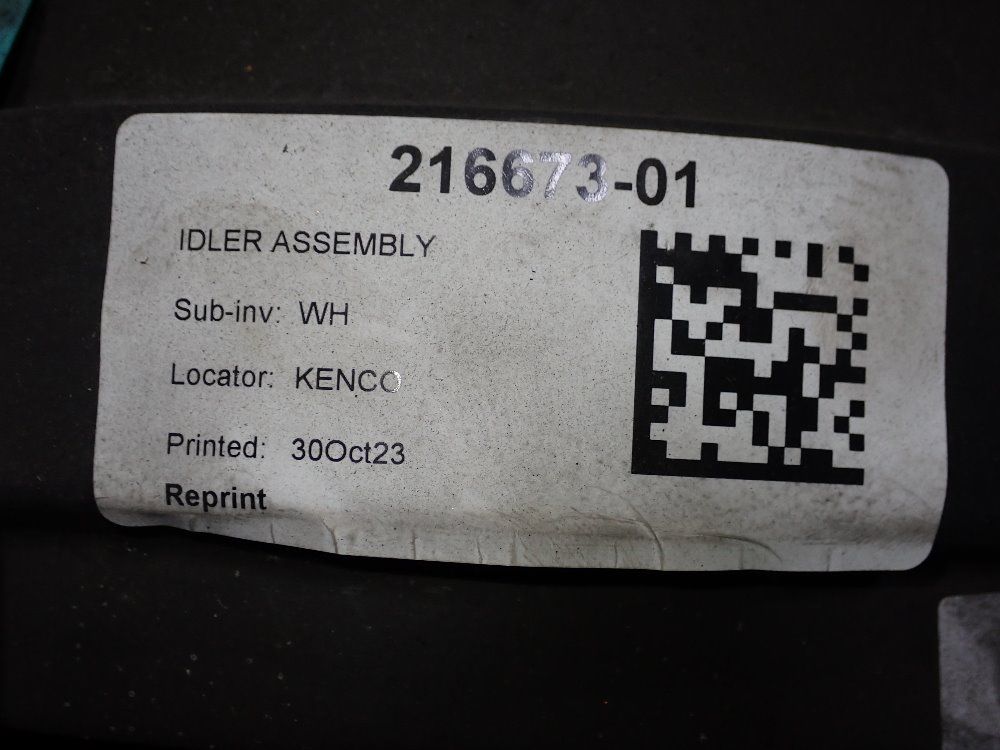 216673-01
IDLER ASSEMBLY
Sub-inv: WH
Locator: KENCO
Printed: 30Oct23
Reprint